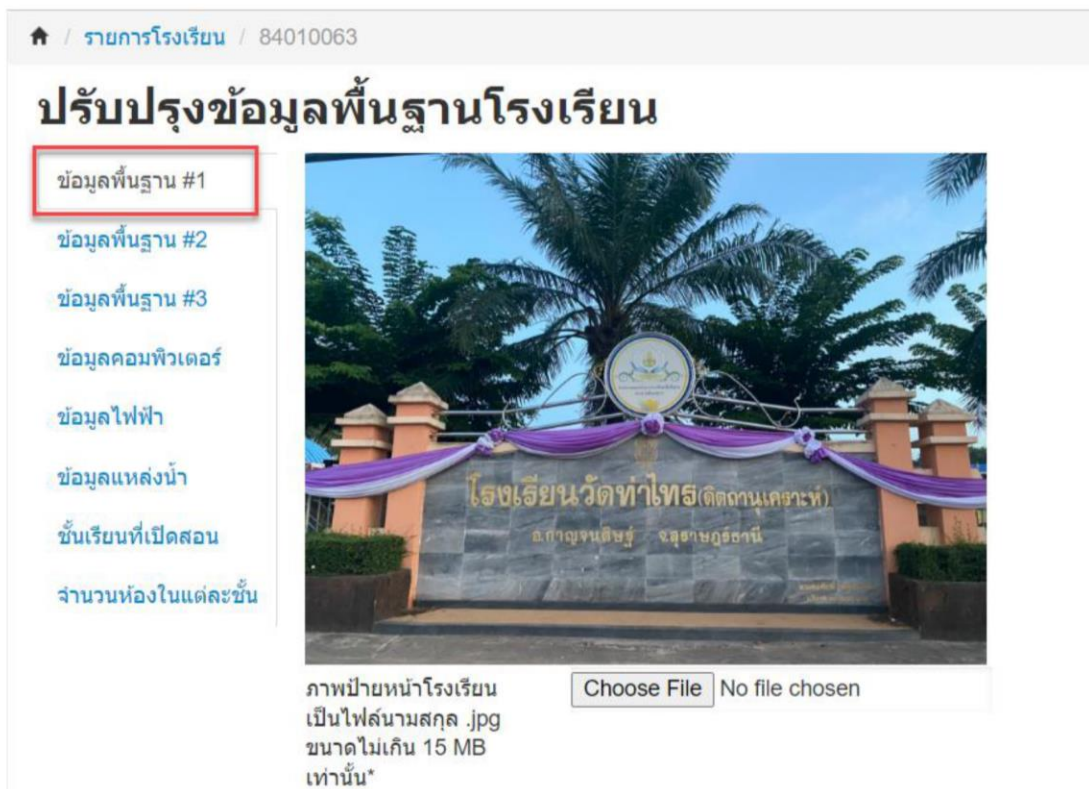 / รายการโรงเรียน / 84010063
ปรับปรุงข้อมูลพื้นฐานโรงเรียน
ข้อมูลพื้นฐาน #1
ข้อมูลพื้นฐาน #2
ข้อมูลพื้นฐาน #3
ข้อมูลคอมพิวเตอร์
ข้อมูลไฟฟ้า
ข้อมูลแหล่งน้ำ
ชั้นเรียนที่เปิดสอน
จำนวนห้องในแต่ละชั้น
โรงเรียนวัดท่าไทร(ดิตถานุเคราะห์)
อ.กาญจนดิษฐ์ จ.สุราษฎร์ธานี
ภาพป้ายหน้าโรงเรียน
เป็นไฟล์นามสกุล .jpg
ขนาดไม่เกิน 15 MB
เท่านั้น*
Choose File No file chosen